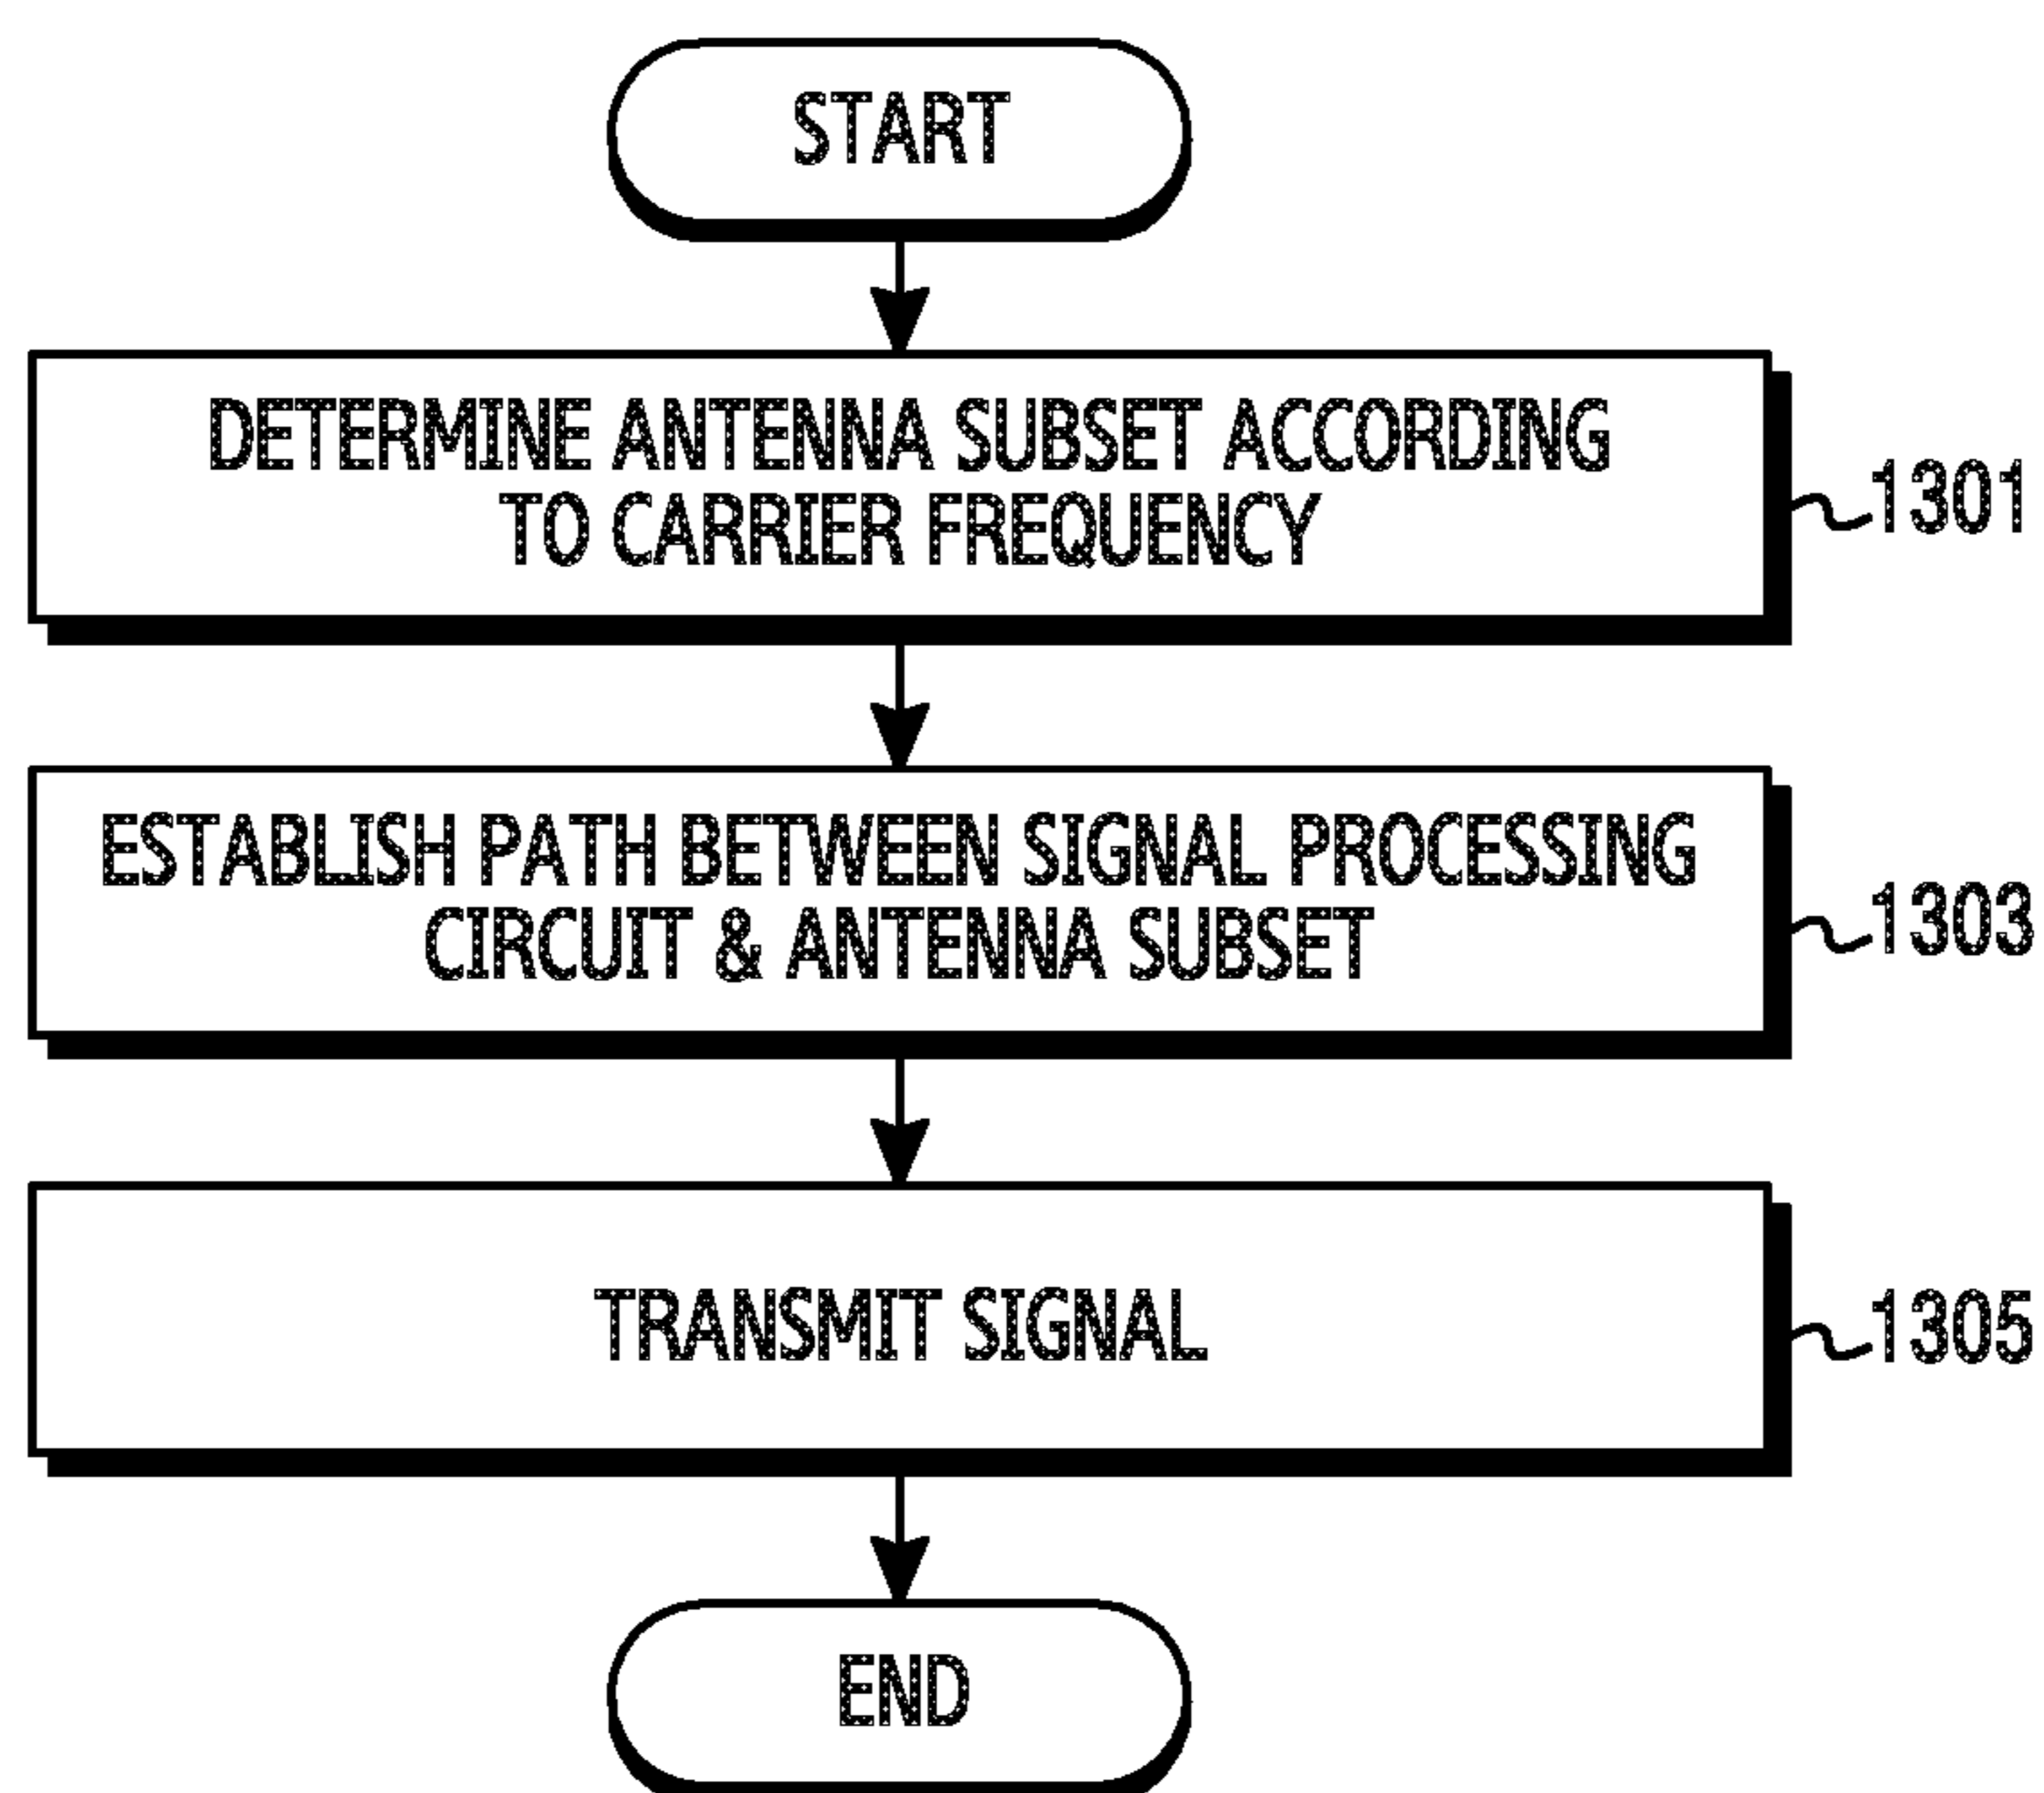 START
DETERMINE ANTENNA SUBSET ACCORDING
TO CARRIER FREQUENCY
1301
ESTABLISH PATH BETWEEN SIGNAL PROCESSING
CIRCUIT & ANTENNA SUBSET
1303
TRANSMIT SIGNAL
1305
END